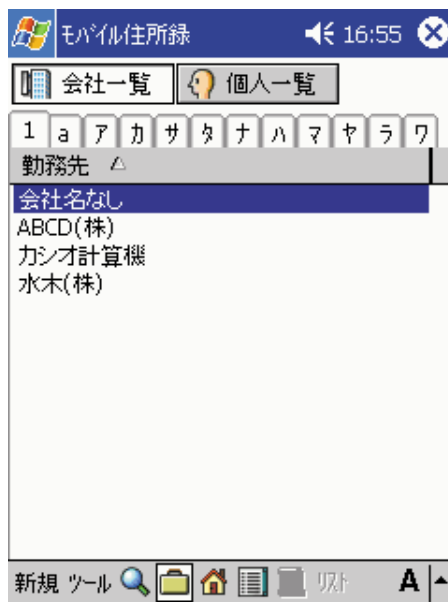 モバイル住所録 16:55
会社一覧 個人一覧
1 a ア カ サ タ ナ ハ マ ヤ ラ ワ
勤務先
会社名なし
ABCD(株)
カシオ計算機
水木(株)
新規 ツール リスト A